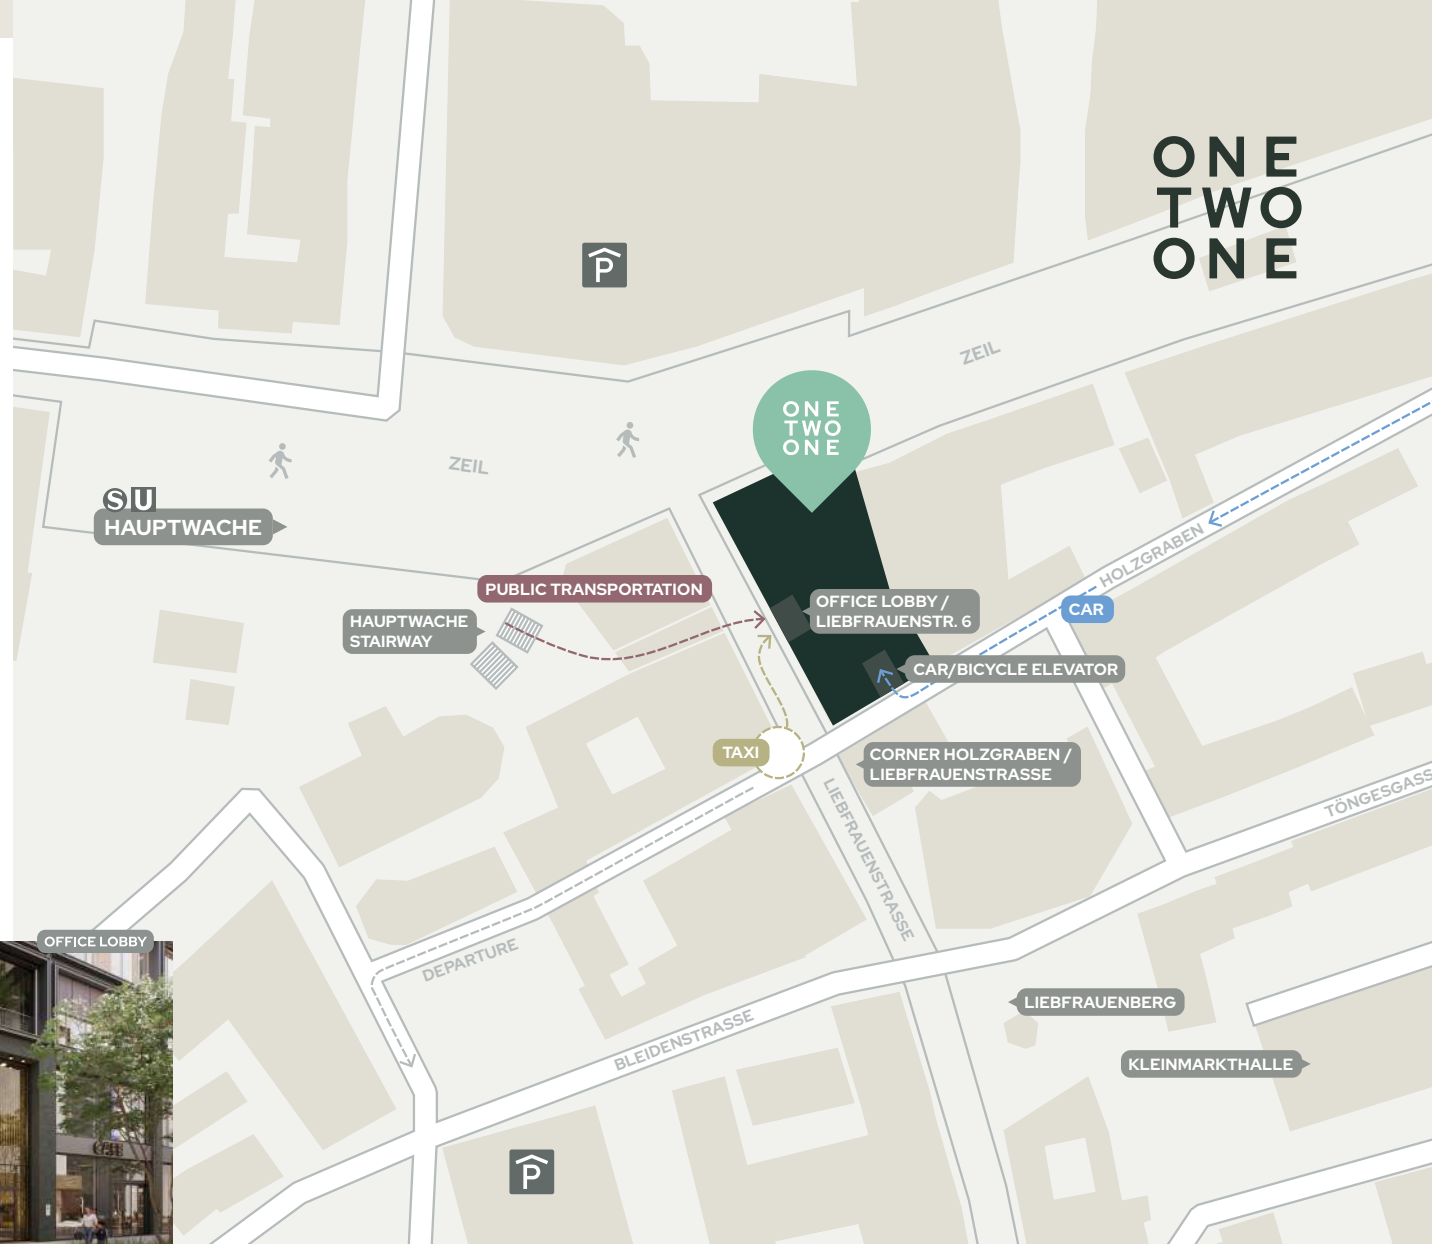 ONE
TWO
ONE
P
ZEIL
ONE
TWO
ONE
ZEIL
S U
HAUPTWACHE
HOLZGRABEN
PUBLIC TRANSPORTATION
CAR
OFFICE LOBBY /
LIEBFRAUENSTR. 6
HAUPTWACHE
STAIRWAY
CAR/BICYCLE ELEVATOR
TAXI
CORNER HOLZGRABEN /
LIEBFRAUENSTRASSE
TÖNGESGASS
LIEBFRAUENSTRASSE
OFFICE LOBBY
DEPARTURE
LIEBFRAUENBERG
BLEIDENSTRASSE
KLEINMARKTHALLE
P